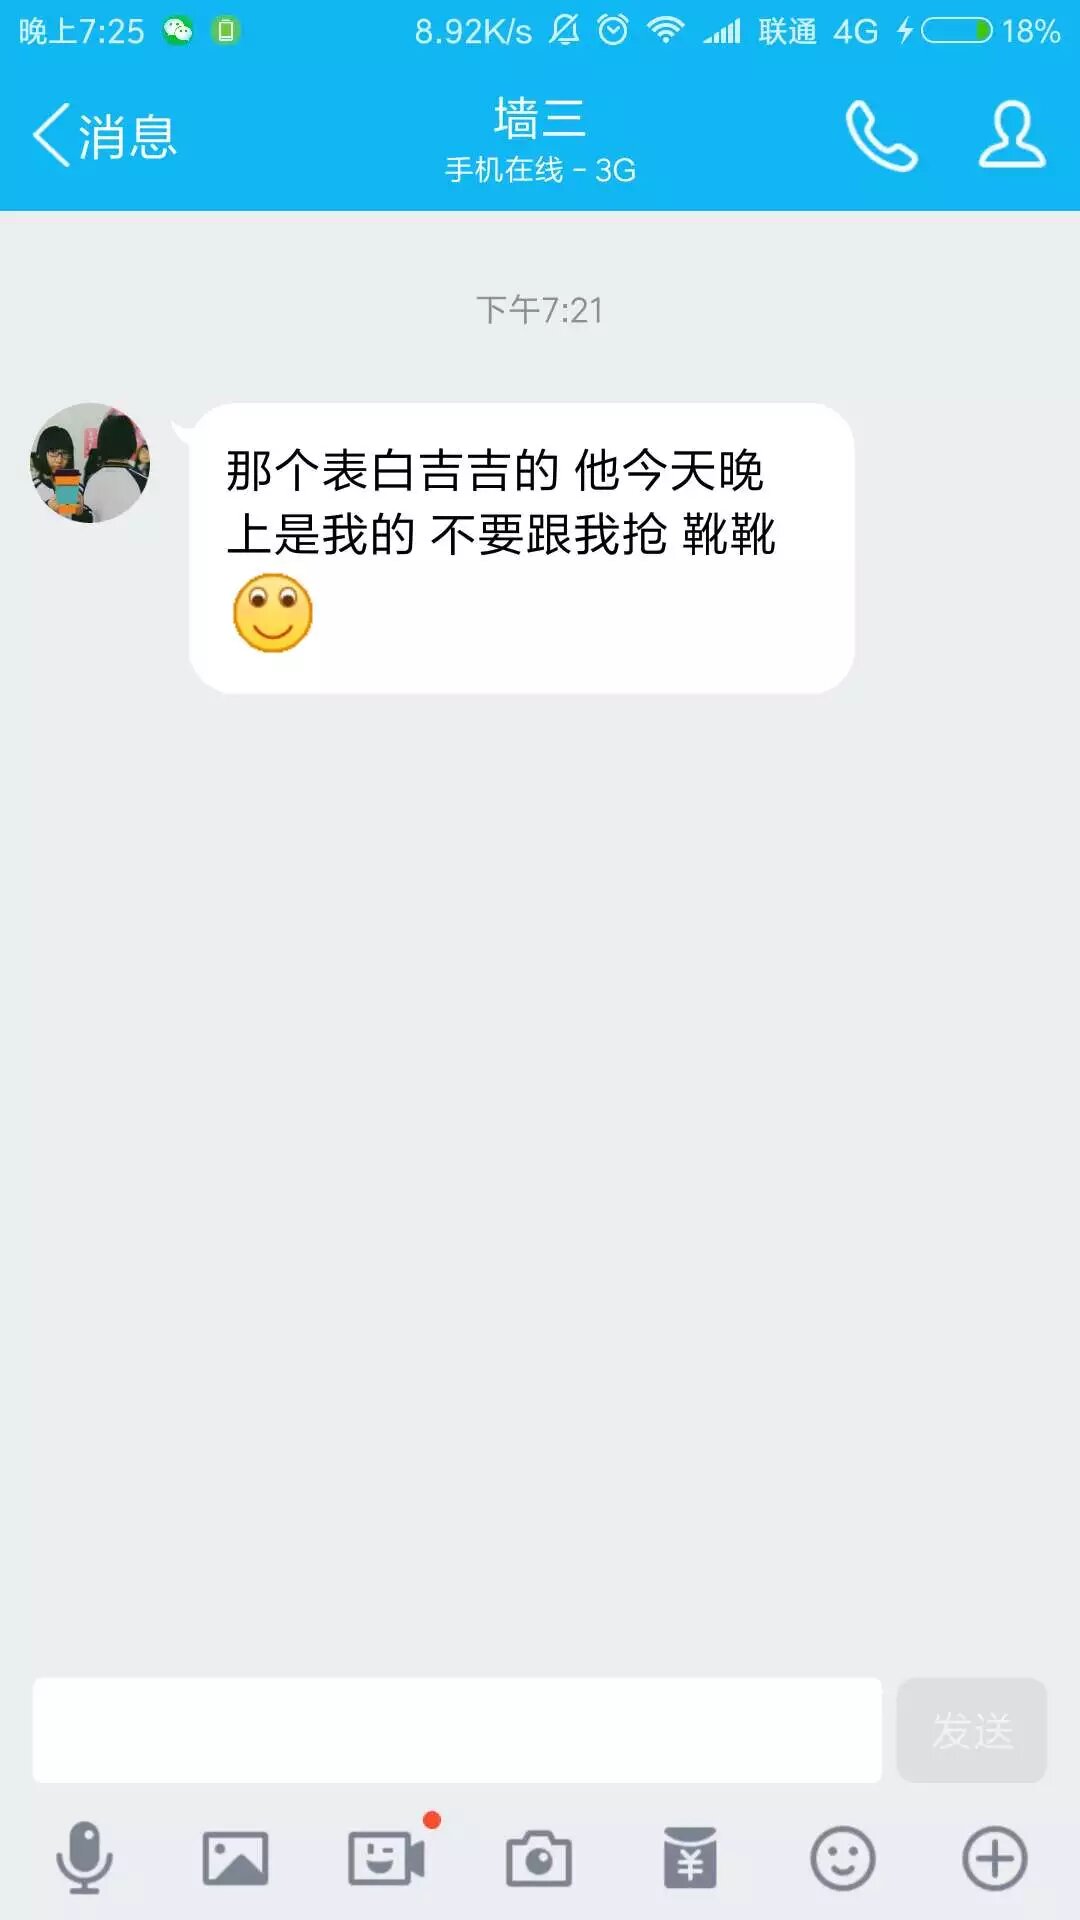 晚上7:25 8.92K/s 联通 4G 18%
消息
墙三
手机在线 - 3G
下午7:21
那个表白吉吉的 他今天晚
上是我的 不要跟我抢 靴靴
发送